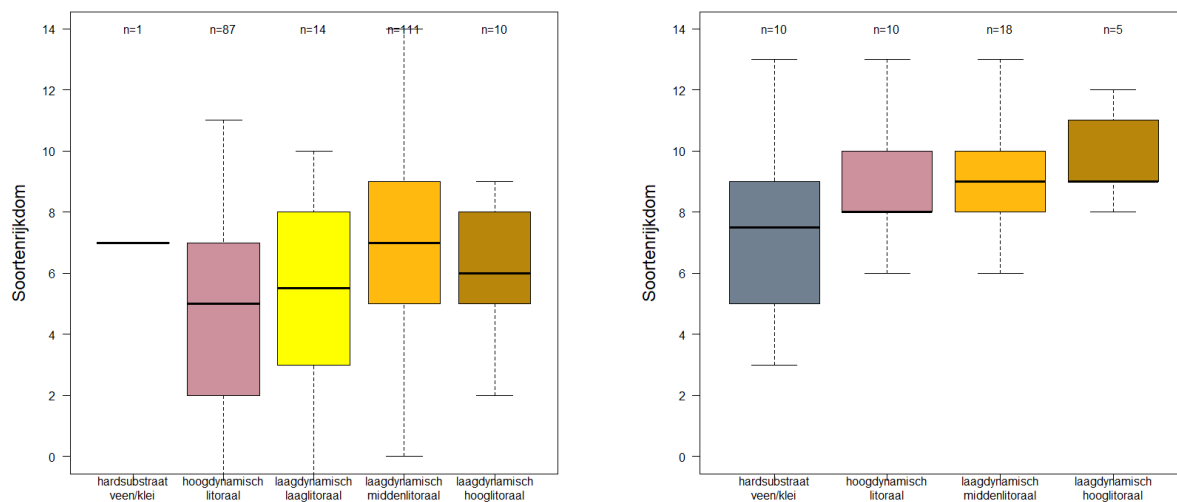 14
12
10
8
6
4
2
0
Soortenrijkdom
n=1
n=87
n=14
n=111
n=10
hardsubstraat
veen/klei
hoogdynamisch
litoraal
laagdynamisch
laaglitoraal
laagdynamisch
middenlitoraal
laagdynamisch
hooglitoraal
14
12
10
8
6
4
2
0
Soortenrijkdom
n=10
n=10
n=18
n=5
hardsubstraat
veen/klei
hoogdynamisch
litoraal
laagdynamisch
middenlitoraal
laagdynamisch
hooglitoraal